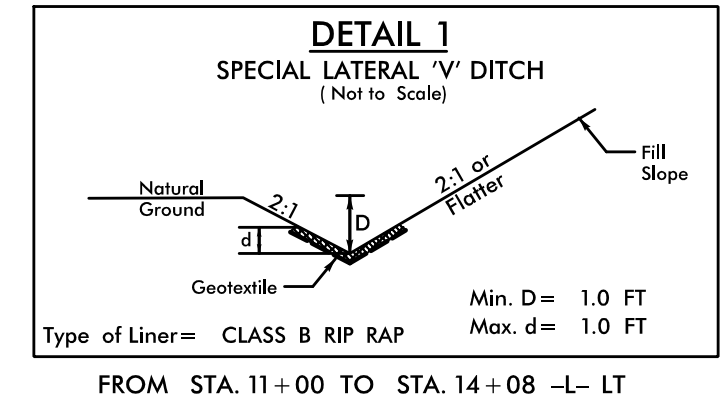 DETAIL 1
SPECIAL LATERAL 'V' DITCH
( Not to Scale)
Natural
Ground
2:1
D
d
2:1 or
Flatter
Fill
Slope
Geotextile
Min. D= 1.0 FT
Max. d= 1.0 FT
Type of Liner= CLASS B RIP RAP
FROM STA. 11+00 TO STA. 14+08 -L- LT